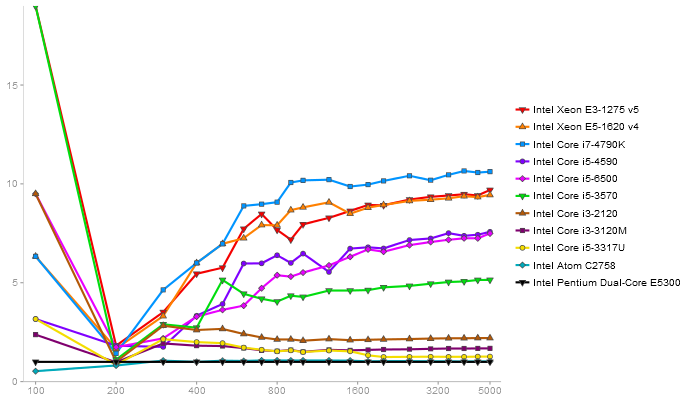 15
10
5
0
100 200 400 800 1600 3200 5000
Intel Xeon E3-1275 v5
Intel Xeon E5-1620 v4
Intel Core i7-4790K
Intel Core i5-4590
Intel Core i5-6500
Intel Core i5-3570
Intel Core i3-2120
Intel Core i3-3120M
Intel Core i5-3317U
Intel Atom C2758
Intel Pentium Dual-Core E5300